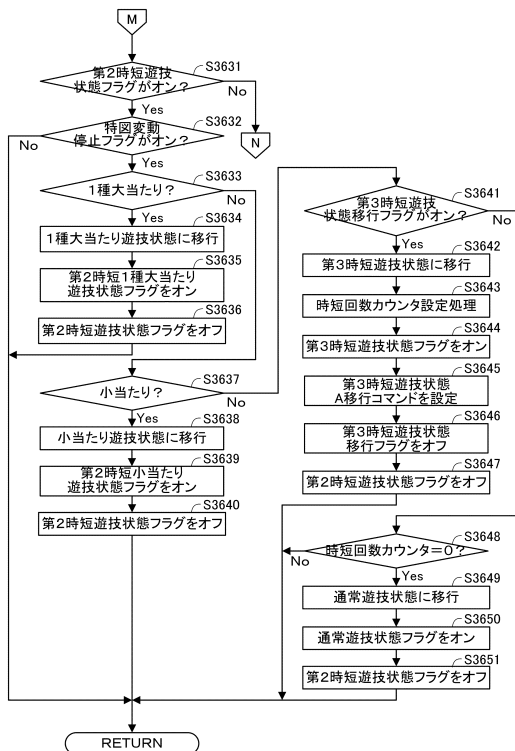 M
第2時短遊技
状態フラグがオン?
S3631
No
Yes
N
特図変動
停止フラグがオン?
S3632
No
Yes
1種大当たり?
S3633
No
Yes
1種大当たり遊技状態に移行
S3634
第2時短1種大当たり
遊技状態フラグをオン
S3635
第2時短遊技状態フラグをオフ
S3636
小当たり?
S3637
No
Yes
小当たり遊技状態に移行
S3638
第2時短小当たり
遊技状態フラグをオン
S3639
第2時短遊技状態フラグをオフ
S3640
第3時短遊技
状態移行フラグがオン?
S3641
No
Yes
第3時短遊技状態に移行
S3642
時短回数カウンタ設定処理
S3643
第3時短遊技状態フラグをオン
S3644
第3時短遊技状態
A移行コマンドを設定
S3645
第3時短遊技状態
移行フラグをオフ
S3646
第2時短遊技状態フラグをオフ
S3647
時短回数カウンタ=0?
S3648
No
Yes
通常遊技状態に移行
S3649
通常遊技状態フラグをオン
S3650
第2時短遊技状態フラグをオフ
S3651
RETURN